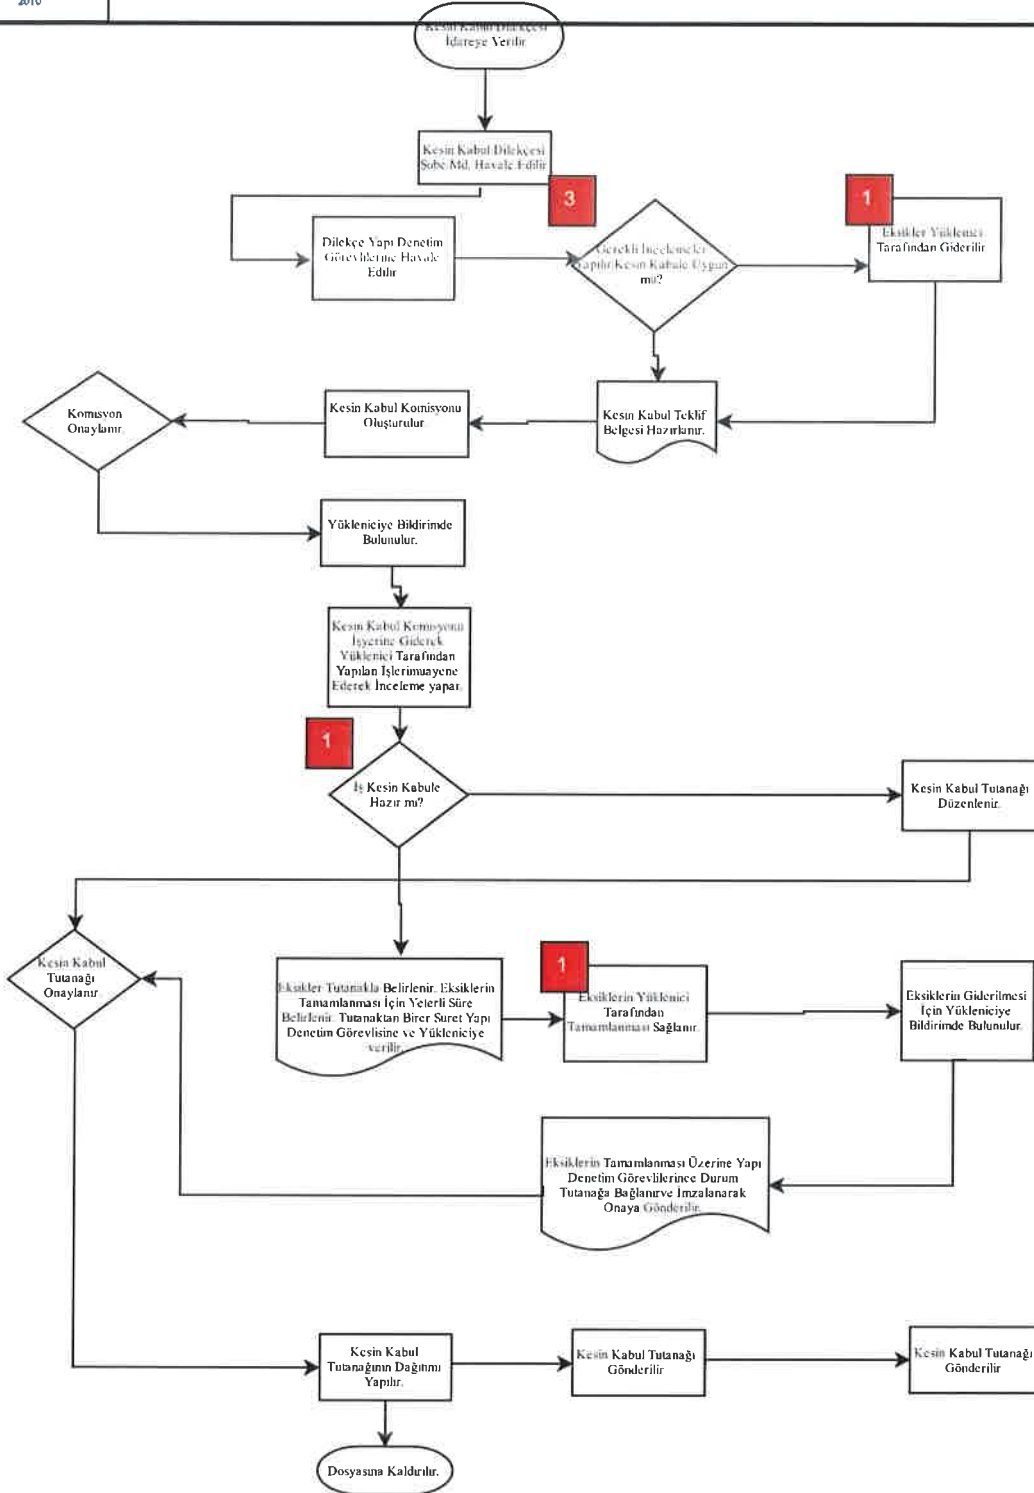 2010
Kesin Kabul Dilekçesi
İdareye Verilir
Kesin Kabul Dilekçesi
Şube Md. Havale Edilir
3
1
Dilekçe Yapı Denetim
Görevlilerine Havale
Edilir
Gerekli İncelemeler
Yapılır.Kesin Kabule Uygun
mu?
Eksikler Yüklenici
Tarafından Giderilir
Komisyon
Onaylanır.
Kesin Kabul Komisyonu
Oluşturulur.
Kesin Kabul Teklif
Belgesi Hazırlanır.
Yükleniciye Bildirimde
Bulunulur.
Kesin Kabul Komisyonu
İşyerine Giderek
Yüklenici Tarafından
Yapılan İşlerimuayene
Ederek İnceleme yapar.
1
İş Kesin Kabule
Hazır mı?
Kesin Kabul Tutanağı
Düzenlenir.
Kesin Kabul
Tutanağı
Onaylanır.
Eksikler Tutanakla Belirlenir. Eksiklerin
Tamamlanması İçin Yeterli Süre
Belirlenir. Tutanaktan Birer Suret Yapı
Denetim Görevlisine ve Yükleniciye
verilir.
1
Eksiklerin Yüklenici
Tarafından
Tamamlanması Sağlanır.
Eksiklerin Giderilmesi
İçin Yükleniciye
Bildirimde Bulunulur.
Eksiklerin Tamamlanması Üzerine Yapı
Denetim Görevlilerince Durum
Tutanağa Bağlanırve İmzalanarak
Onaya Gönderilir.
Kesin Kabul
Tutanağının Dağıtımı
Yapılır.
Kesin Kabul Tutanağı
Gönderilir
Kesin Kabul Tutanağı
Gönderilir
Dosyasına Kaldırılır.